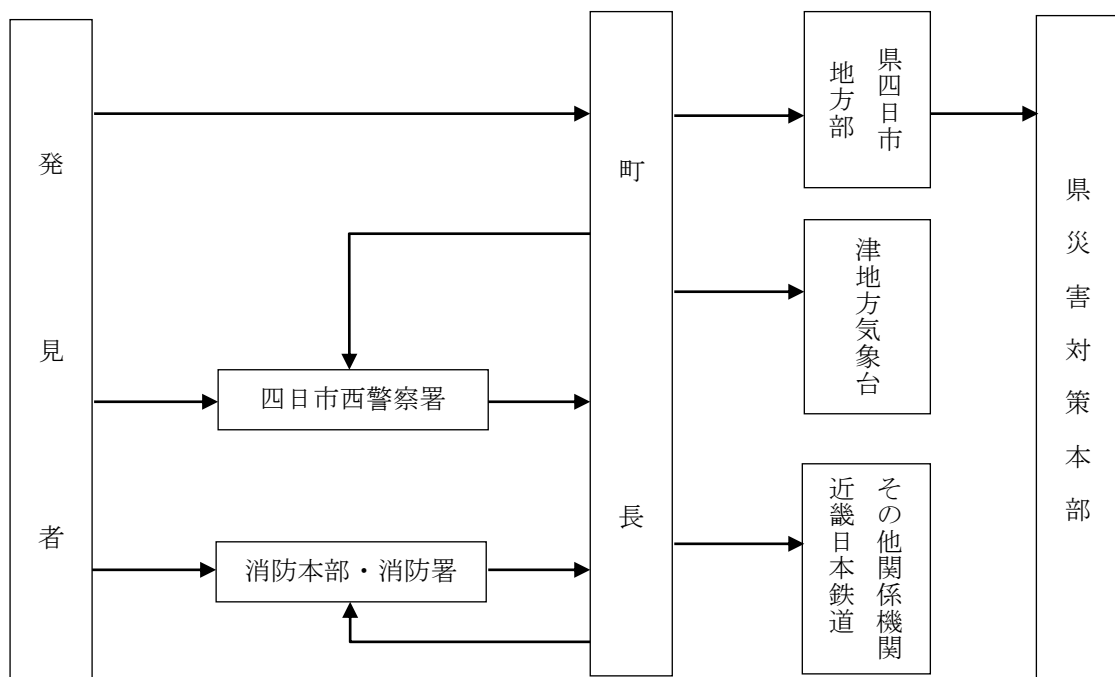 発見者
四日市西警察署
消防本部・消防署
町長
県四日市
地方部
津地方気象台
その他関係機関
近畿日本鉄道
県災害対策本部